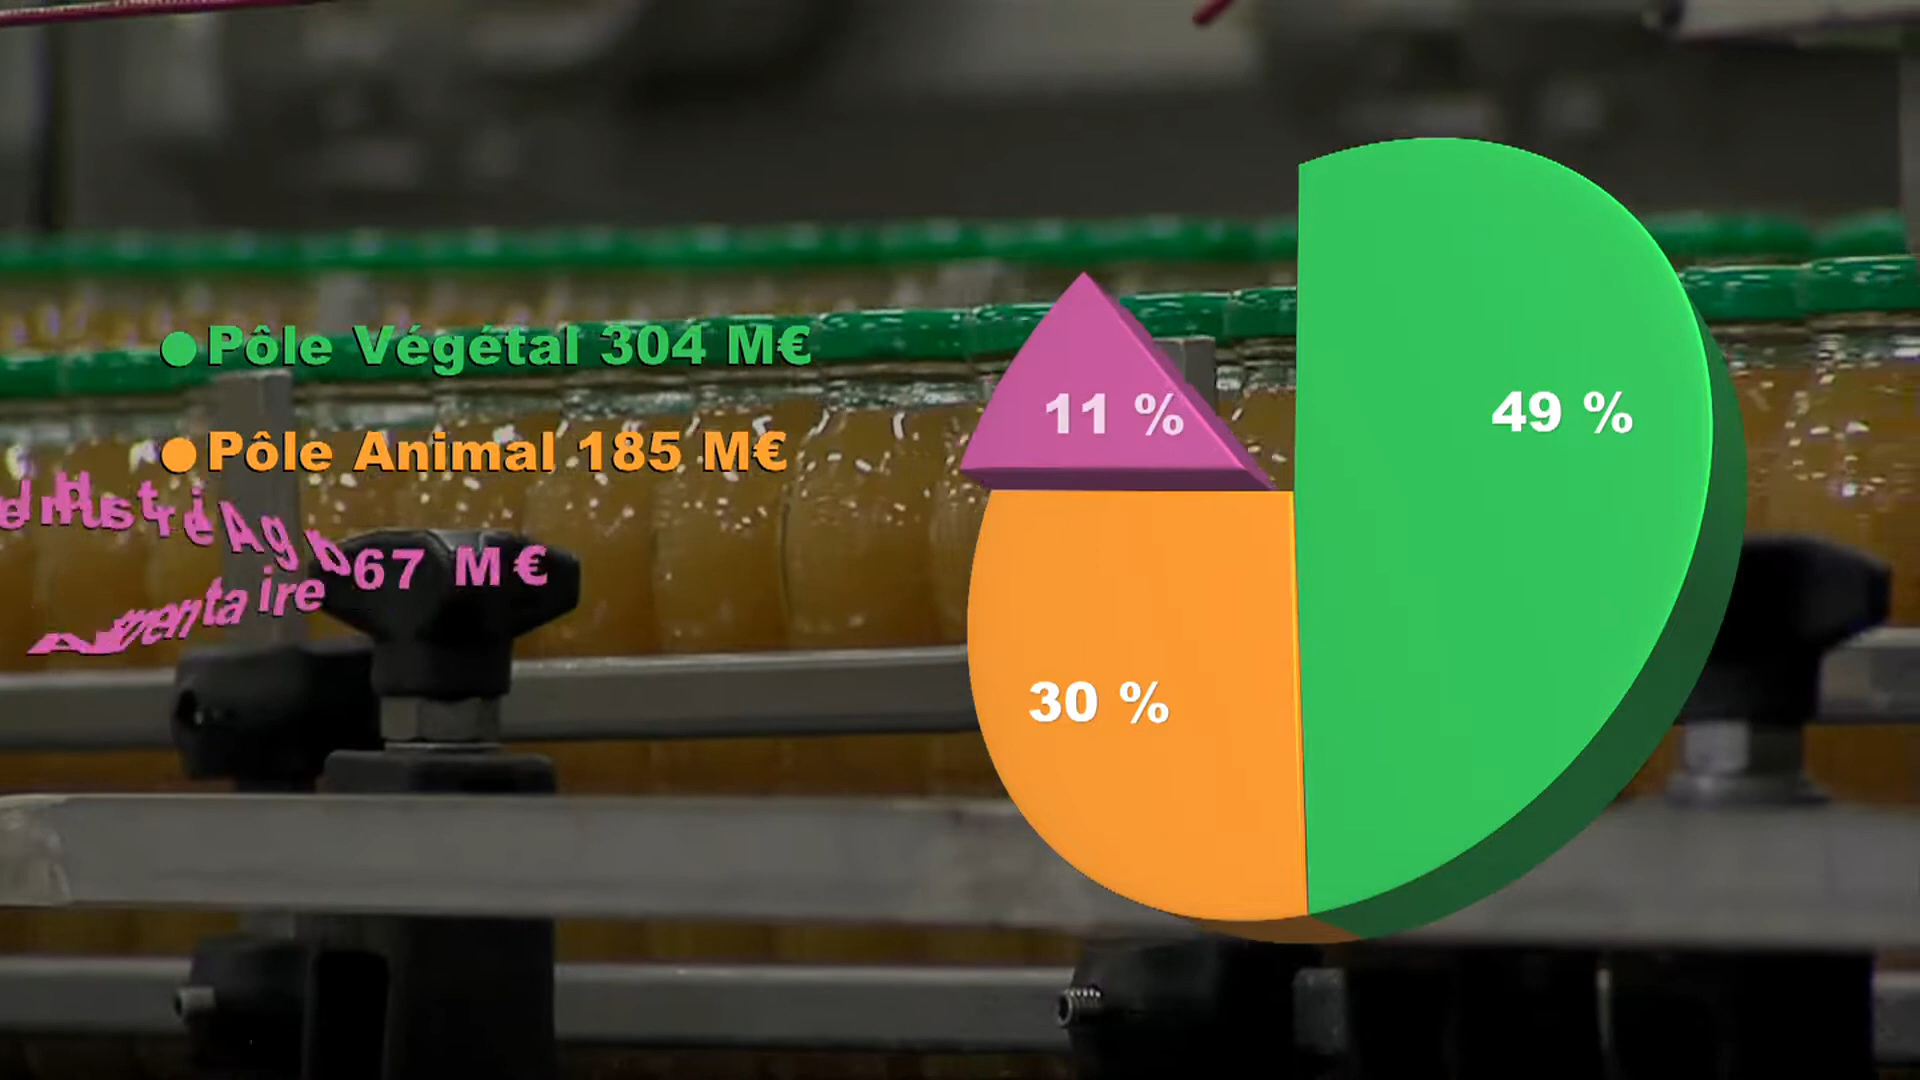 Pôle Végétal 304 M€
Pôle Animal 185 M€
67 M€
11 %
49 %
30 %